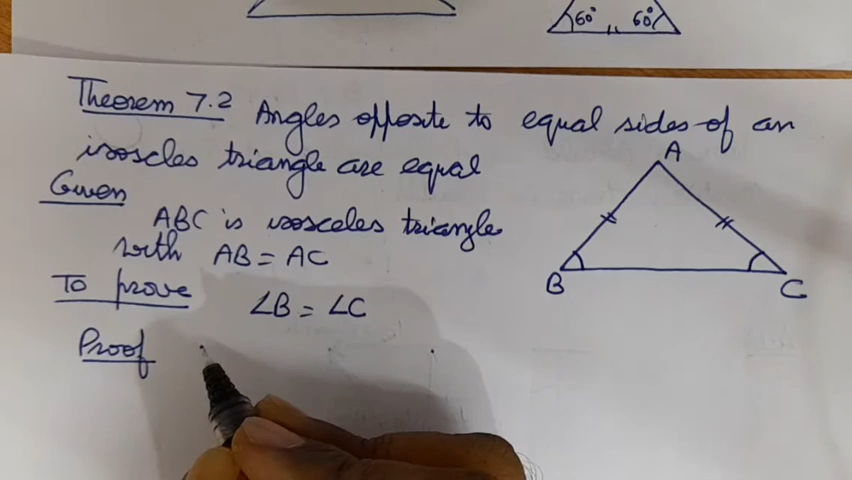 60° 60°
Theorem 7.2 Angles opposite to equal sides of an
isoscles triangle are equal
Given
ABC is isosceles triangle
with AB = AC
To prove
∠B = ∠C
Proof
A
B
C